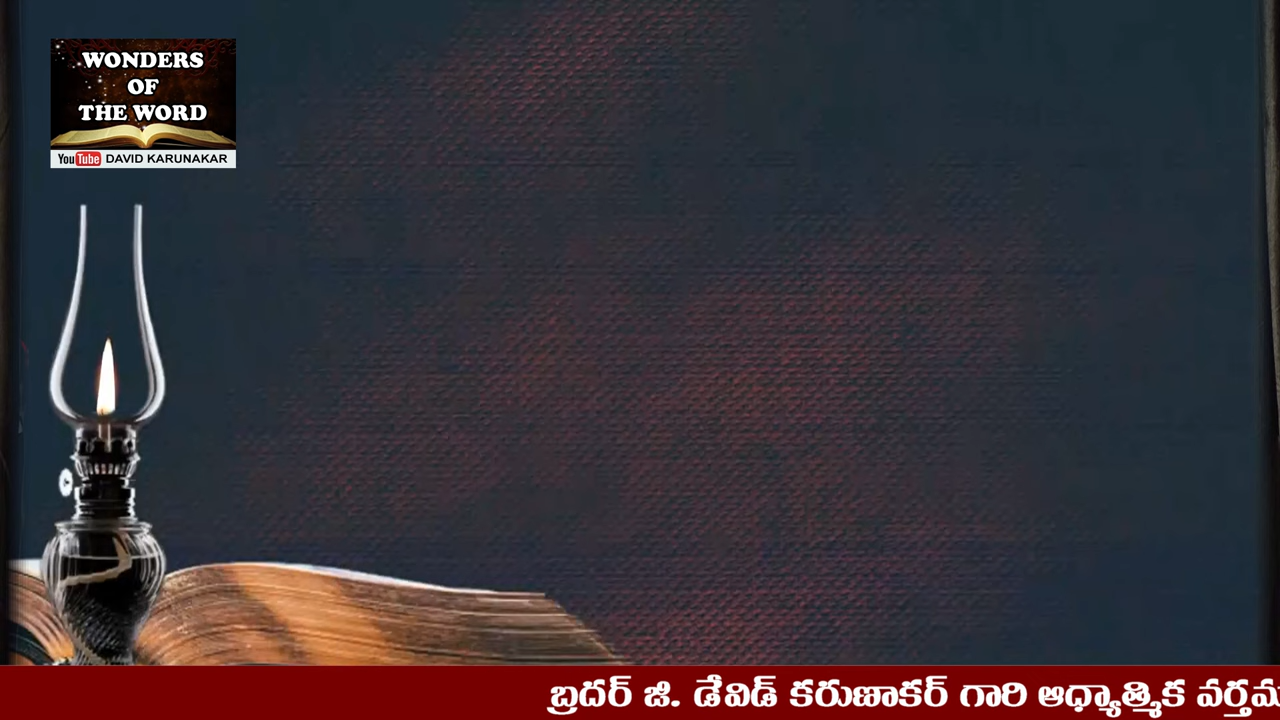 WONDERS
OF
THE WORD
YouTube DAVID KARUNAKAR
బ్రదర్ జి. డేవిడ్ కరుణాకర్ గారి ఆధ్యాత్మిక